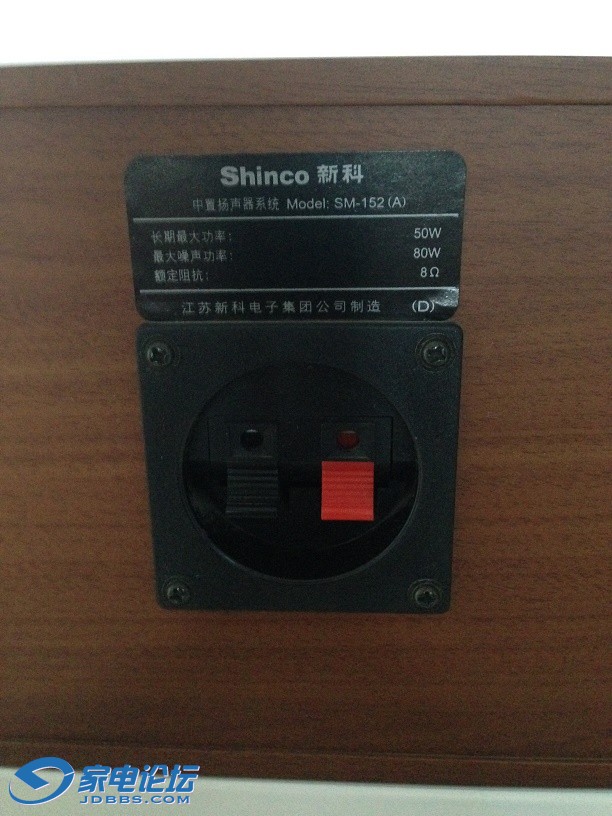 Shinco 新科
中置扬声器系统 Model: SM-152(A)
长期最大功率: 50W
最大噪声功率: 80W
额定阻抗: 8Ω
江苏新科电子集团公司制造 (D)
家电论坛
JDBBS.COM